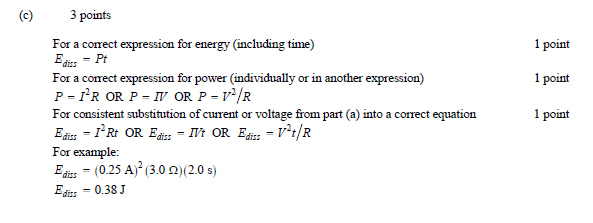 (c) 3 points
For a correct expression for energy (including time) 1 point
E_diss = Pt
For a correct expression for power (individually or in another expression) 1 point
P = I²R OR P = IV OR P = V²/R
For consistent substitution of current or voltage from part (a) into a correct equation 1 point
E_diss = I²Rt OR E_diss = IVt OR E_diss = V²t/R
For example:
E_diss = (0.25 A)²(3.0 Ω)(2.0 s)
E_diss = 0.38 J